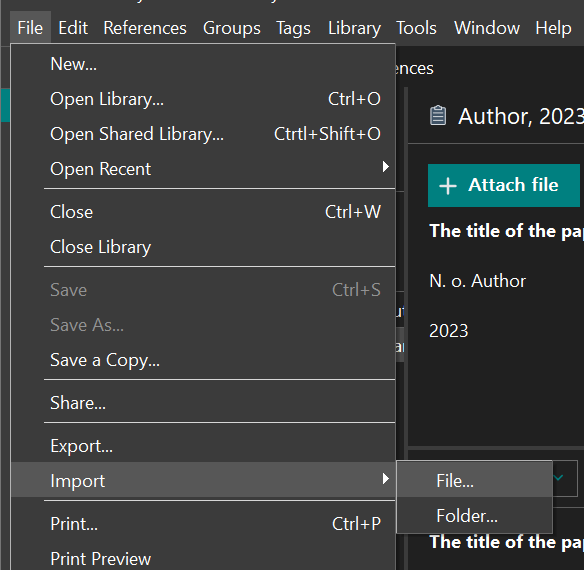 File Edit References Groups Tags Library Tools Window Help
New...
Open Library... Ctrl+O
Open Shared Library... Ctrtl+Shift+O
Open Recent
Close Ctrl+W
Close Library
Save Ctrl+S
Save As...
Save a Copy...
Share...
Export...
Import
Print... Ctrl+P
Print Preview
File...
Folder...
Author, 2023
+ Attach file
The title of the pa
N. o. Author
2023
The title of the pa